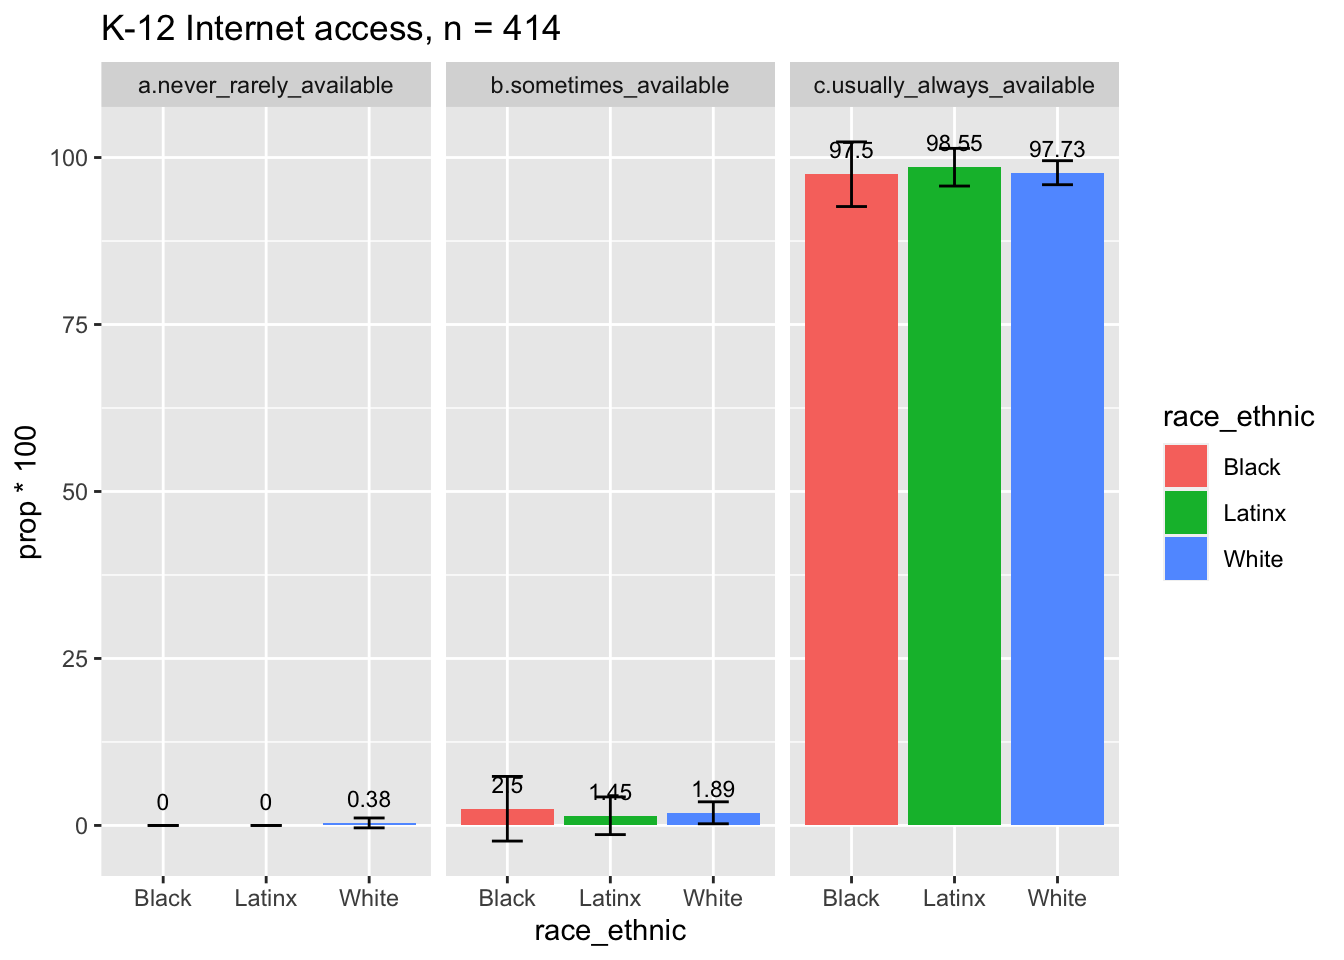 K-12 Internet access, n = 414
a.never_rarely_available
b.sometimes_available
c.usually_always_available
prop * 100
100
75
50
25
0
0
0
0.38
2.5
1.45
1.89
97.5
98.55
97.73
Black
Latinx
White
Black
Latinx
White
Black
Latinx
White
race_ethnic
race_ethnic
Black
Latinx
White